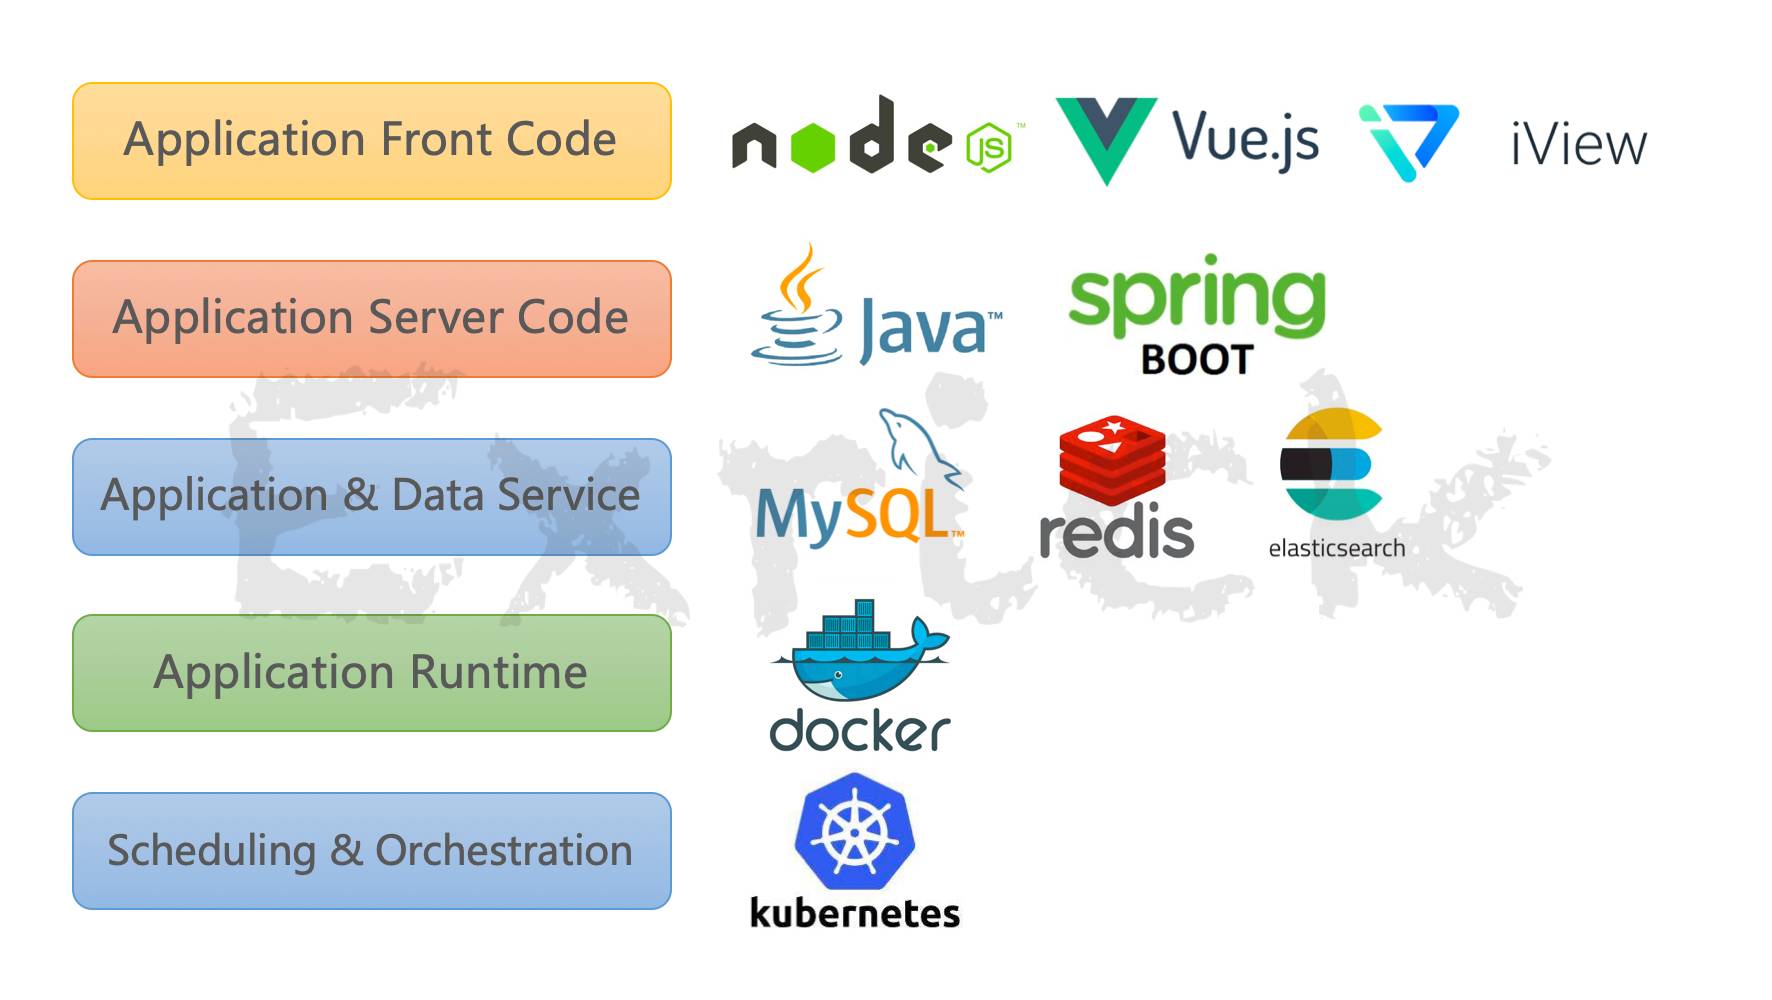 Application Front Code
node JS ™
Vue.js
iView
Application Server Code
Java™
spring
BOOT
Application & Data Service
MySQL™
redis
elasticsearch
Application Runtime
docker
Scheduling & Orchestration
kubernetes